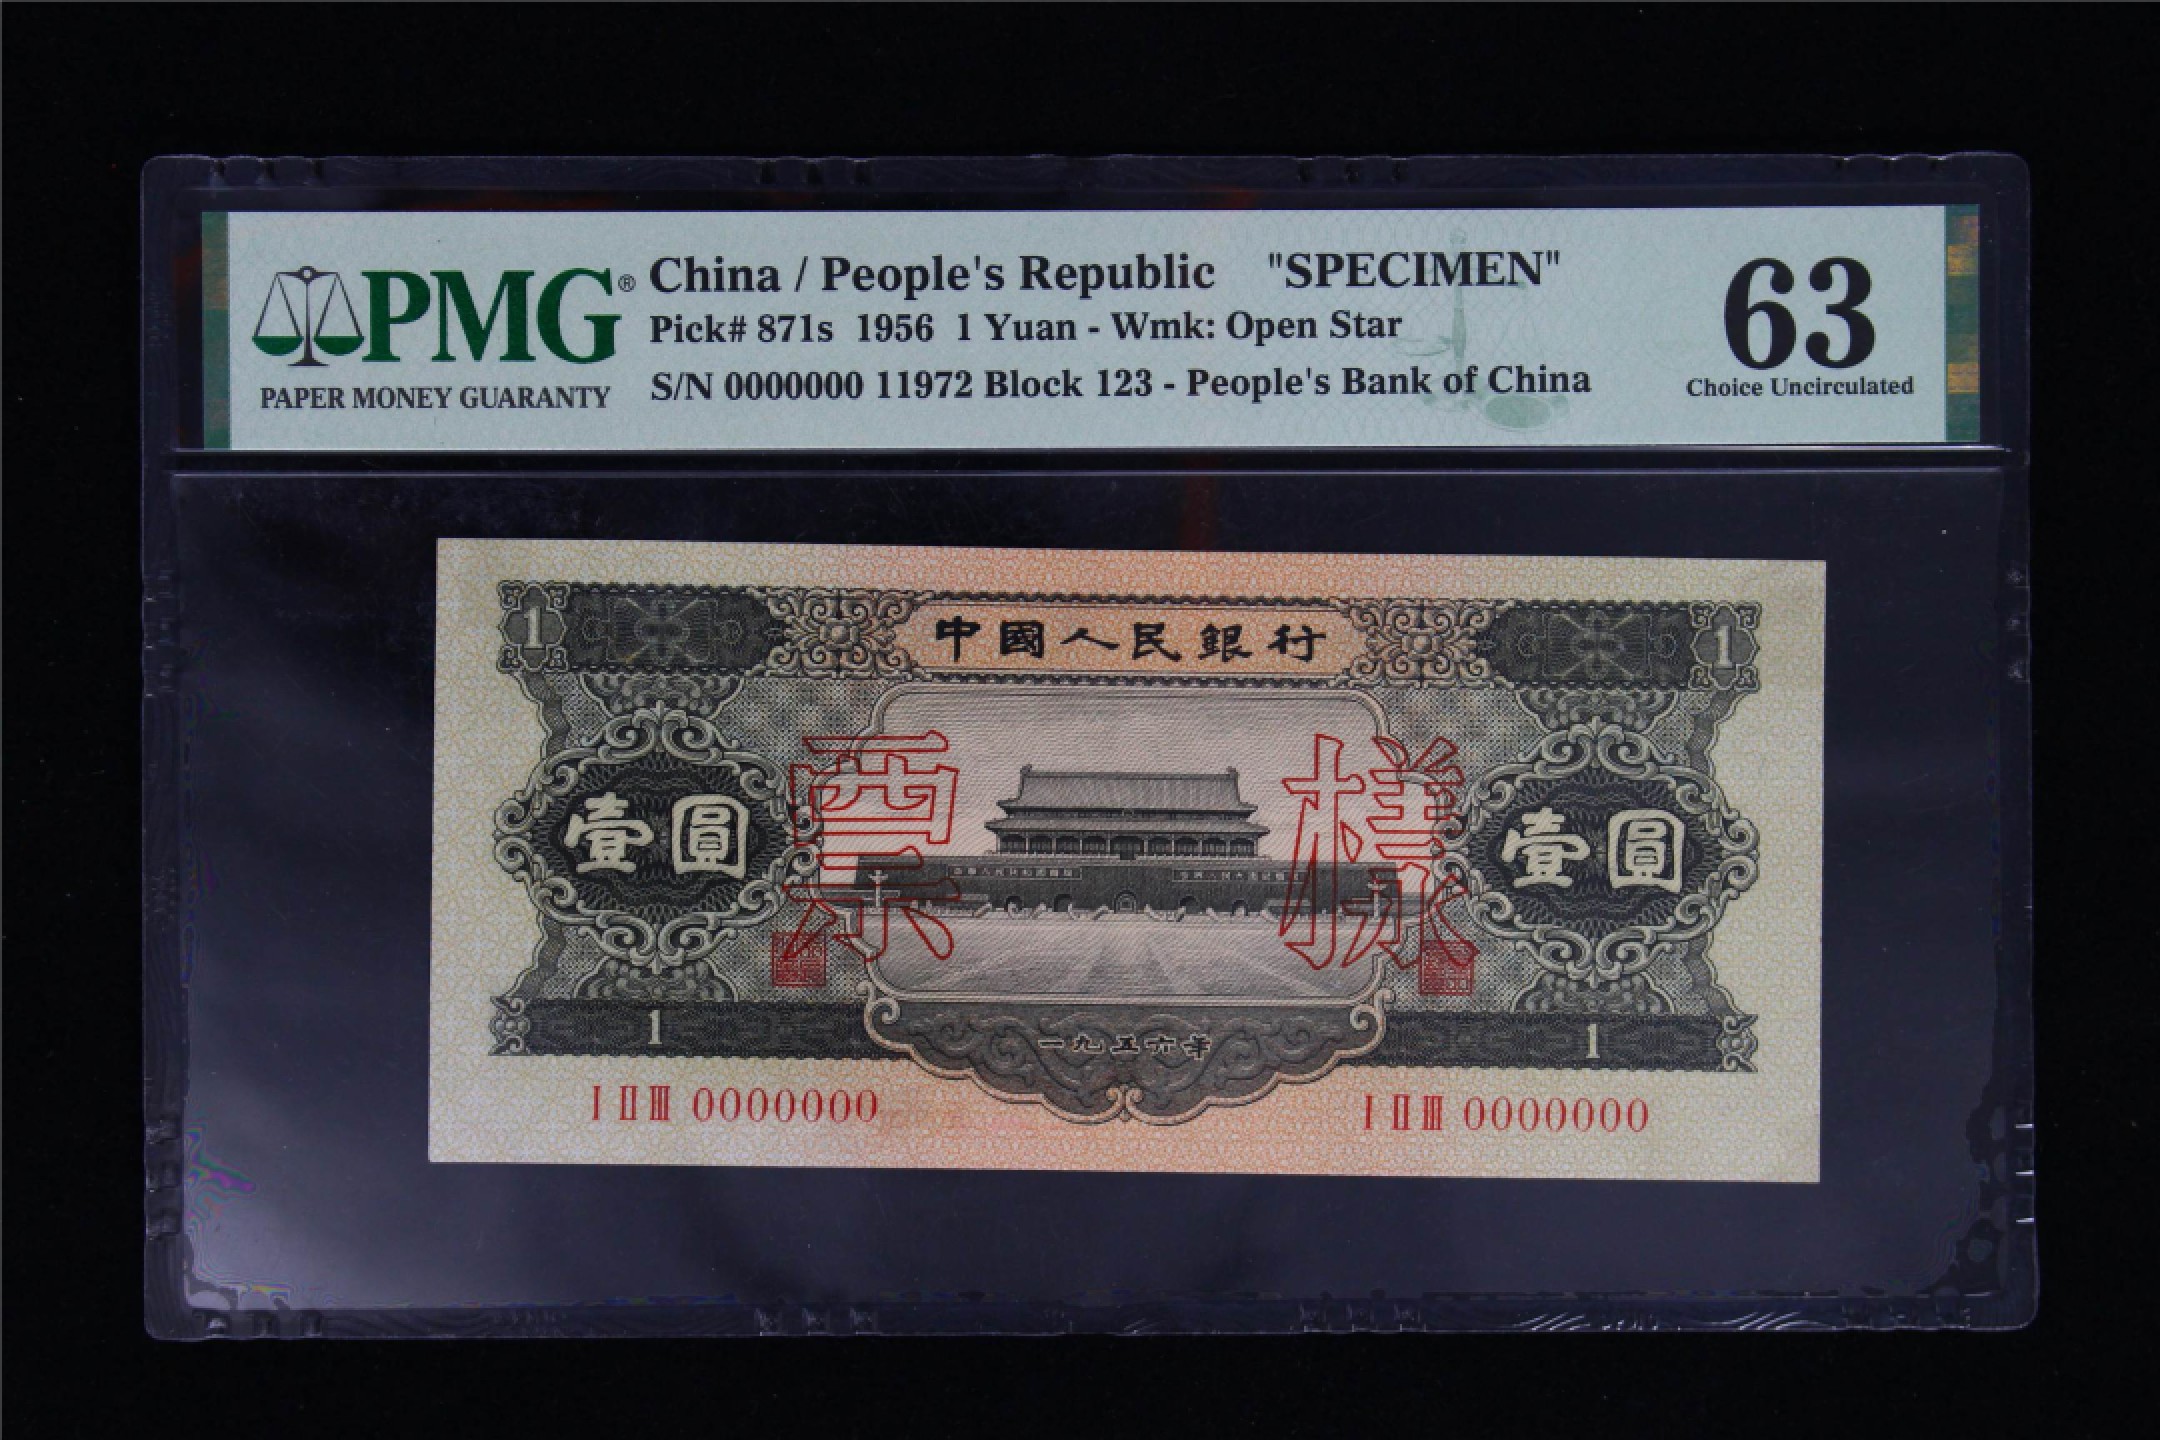 PMG®
PAPER MONEY GUARANTY
China / People's Republic "SPECIMEN"
Pick# 871s 1956 1 Yuan - Wmk: Open Star
S/N 0000000 11972 Block 123 - People's Bank of China
63
Choice Uncirculated
1 中國人民銀行 1
票樣
壹圓 壹圓
1 1
一九五六年
I II III 0000000 I II III 0000000